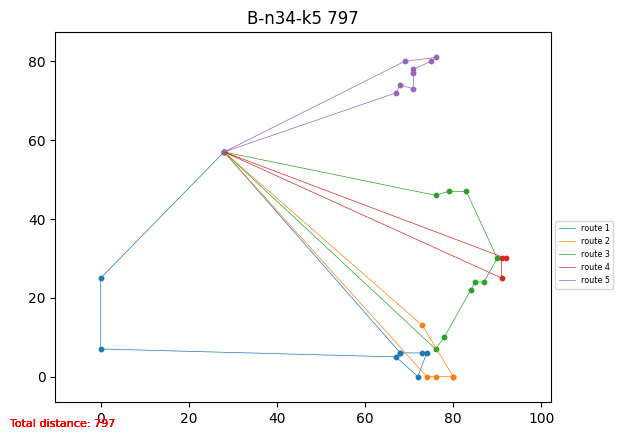 B-n34-k5 797
80
60
40
20
0
0 20 40 60 80 100
route 1
route 2
route 3
route 4
route 5
Total distance: 797